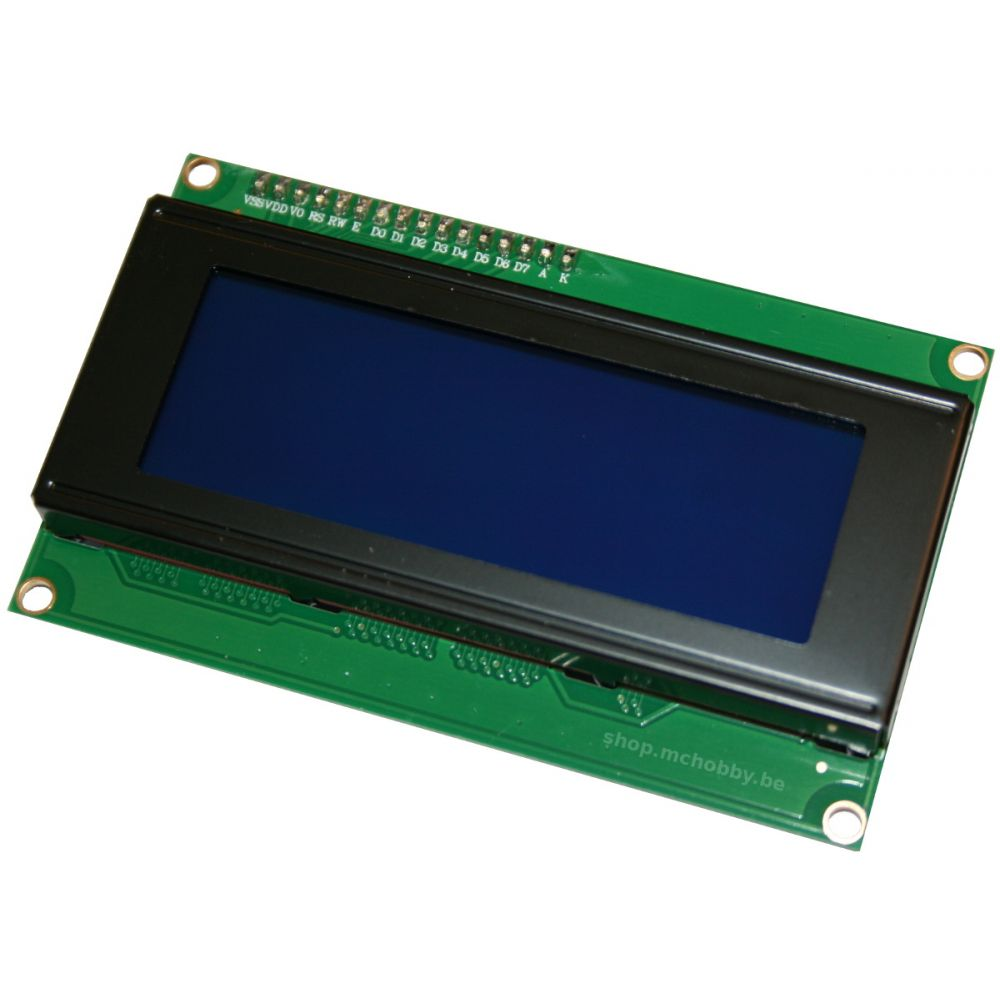 VSS VDD V0 RS RW E D0 D1 D2 D3 D4 D5 D6 D7 A K
shop.mchobby.be